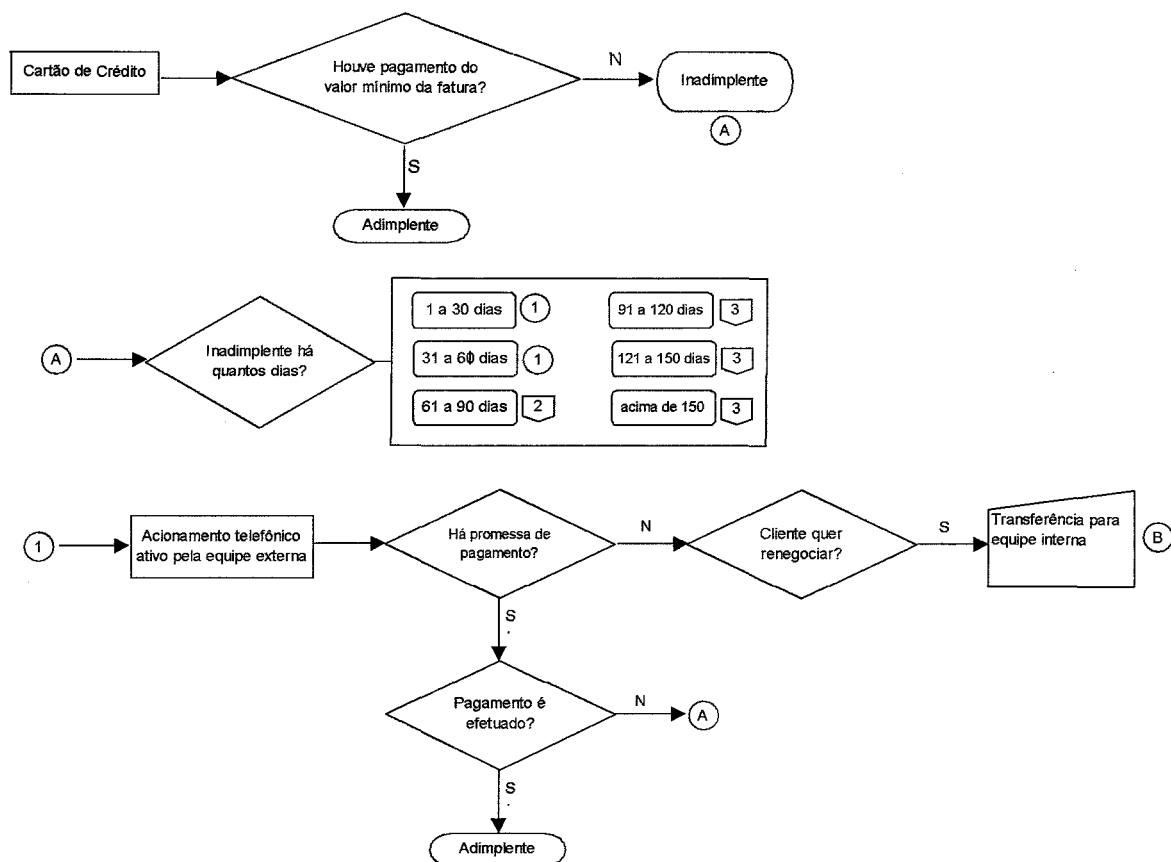 Cartão de Crédito
Houve pagamento do
valor mínimo da fatura?
N
Inadimplente
A
S
Adimplente
A
Inadimplente há
quantos dias?
1 a 30 dias
1
91 a 120 dias
3
31 a 60 dias
1
121 a 150 dias
3
61 a 90 dias
2
acima de 150
3
1
Acionamento telefônico
ativo pela equipe externa
Há promessa de
pagamento?
N
Cliente quer
renegociar?
S
Transferência para
equipe interna
B
S
Pagamento é
efetuado?
N
A
S
Adimplente